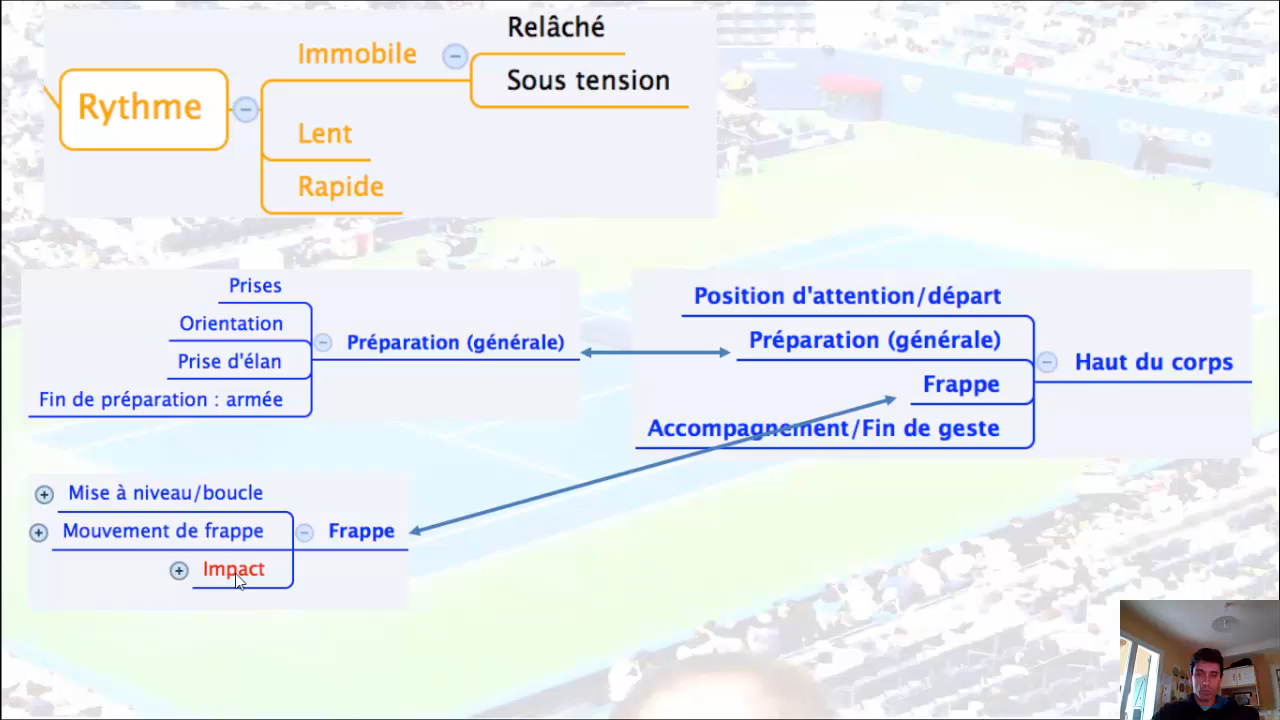 Relâché
Immobile
Sous tension
Rythme
Lent
Rapide
Prises
Orientation
Préparation (générale)
Prise d'élan
Fin de préparation : armée
Position d'attention/départ
Préparation (générale)
Haut du corps
Frappe
Accompagnement/Fin de geste
Mise à niveau/boucle
Mouvement de frappe
Frappe
Impact